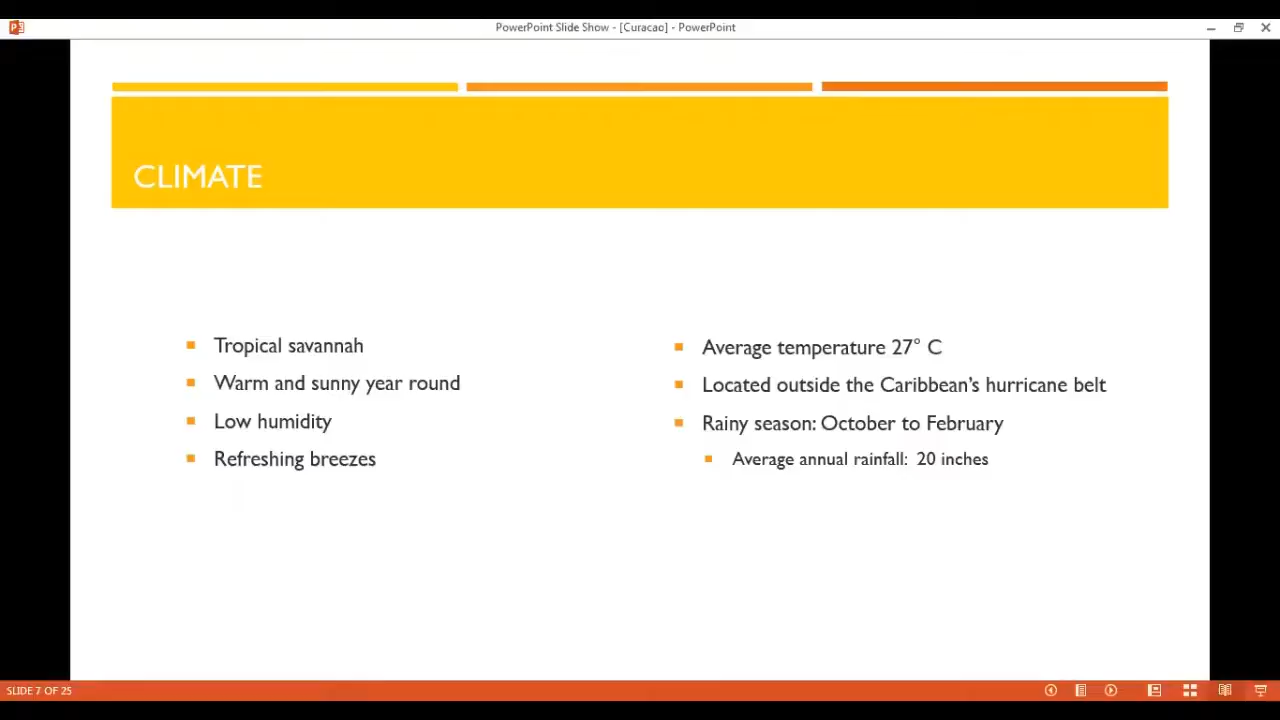 PowerPoint Slide Show - [Curacao] - PowerPoint
CLIMATE
Tropical savannah
Warm and sunny year round
Low humidity
Refreshing breezes
Average temperature 27° C
Located outside the Caribbean's hurricane belt
Rainy season: October to February
Average annual rainfall: 20 inches
SLIDE 7 OF 25